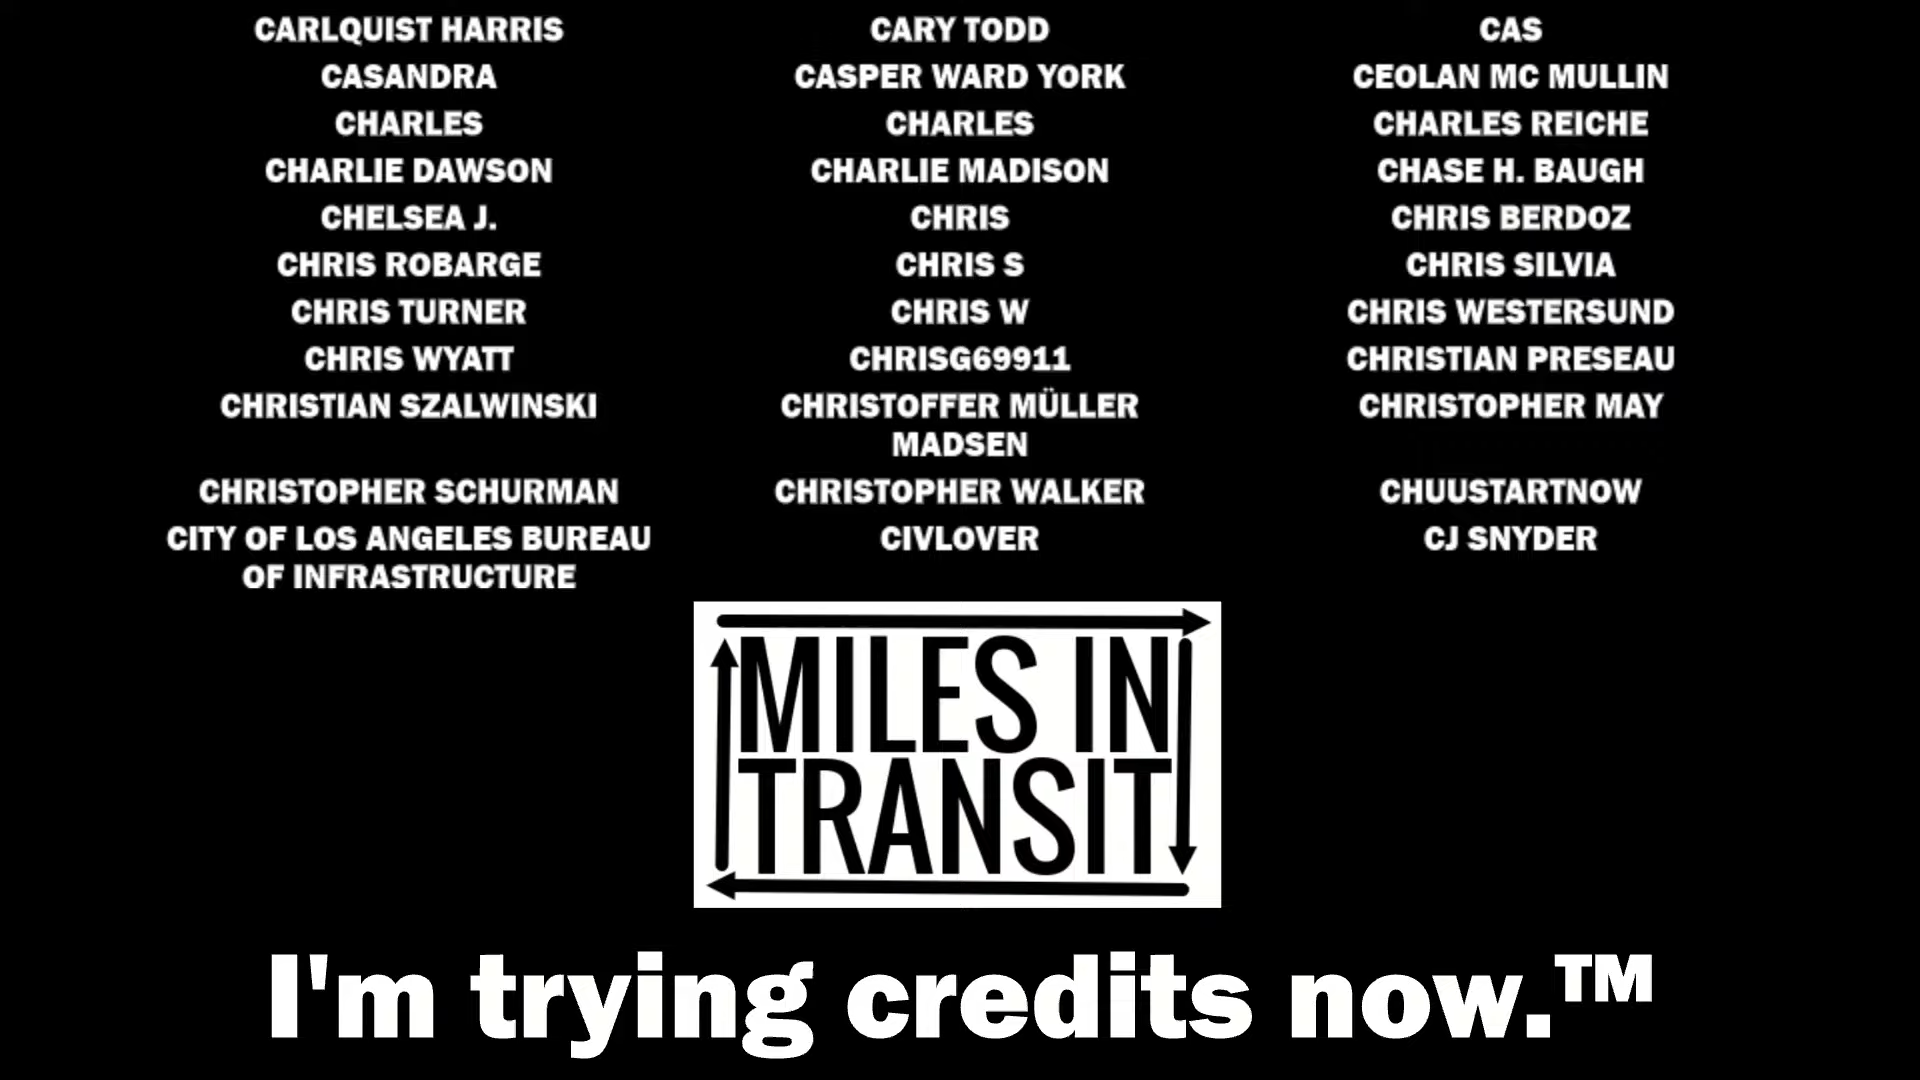 CARLQUIST HARRIS CARY TODD CAS
CASANDRA CASPER WARD YORK CEOLAN MC MULLIN
CHARLES CHARLES CHARLES REICHE
CHARLIE DAWSON CHARLIE MADISON CHASE H. BAUGH
CHELSEA J. CHRIS CHRIS BERDOZ
CHRIS ROBARGE CHRIS S CHRIS SILVIA
CHRIS TURNER CHRIS W CHRIS WESTERSUND
CHRIS WYATT CHRISG69911 CHRISTIAN PRESEAU
CHRISTIAN SZALWINSKI CHRISTOFFER MÜLLER CHRISTOPHER MAY
MADSEN
CHRISTOPHER SCHURMAN CHRISTOPHER WALKER CHUUSTARTNOW
CITY OF LOS ANGELES BUREAU CIVLOVER CJ SNYDER
OF INFRASTRUCTURE
MILES IN
TRANSIT
I'm trying credits now.™